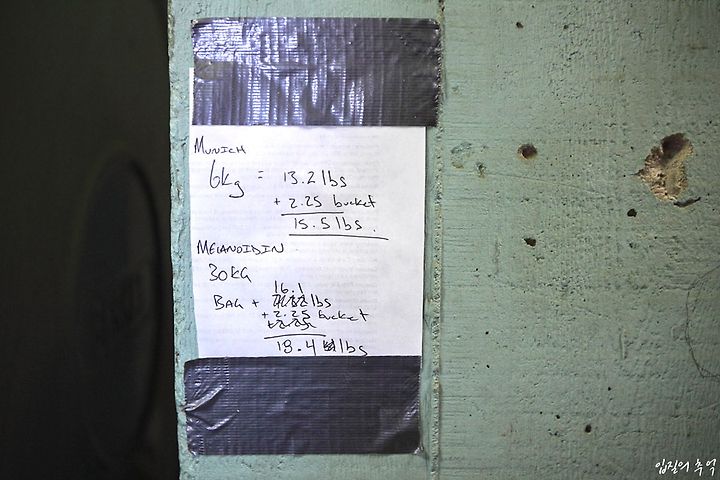 MUNICH
6kg = 13.2 lbs
+ 2.25 bucket
15.5 lbs.
MELANOIDIN
30KG
16.1
BAG + lbs
+2.25 bucket
18.4 lbs
입질의 추억